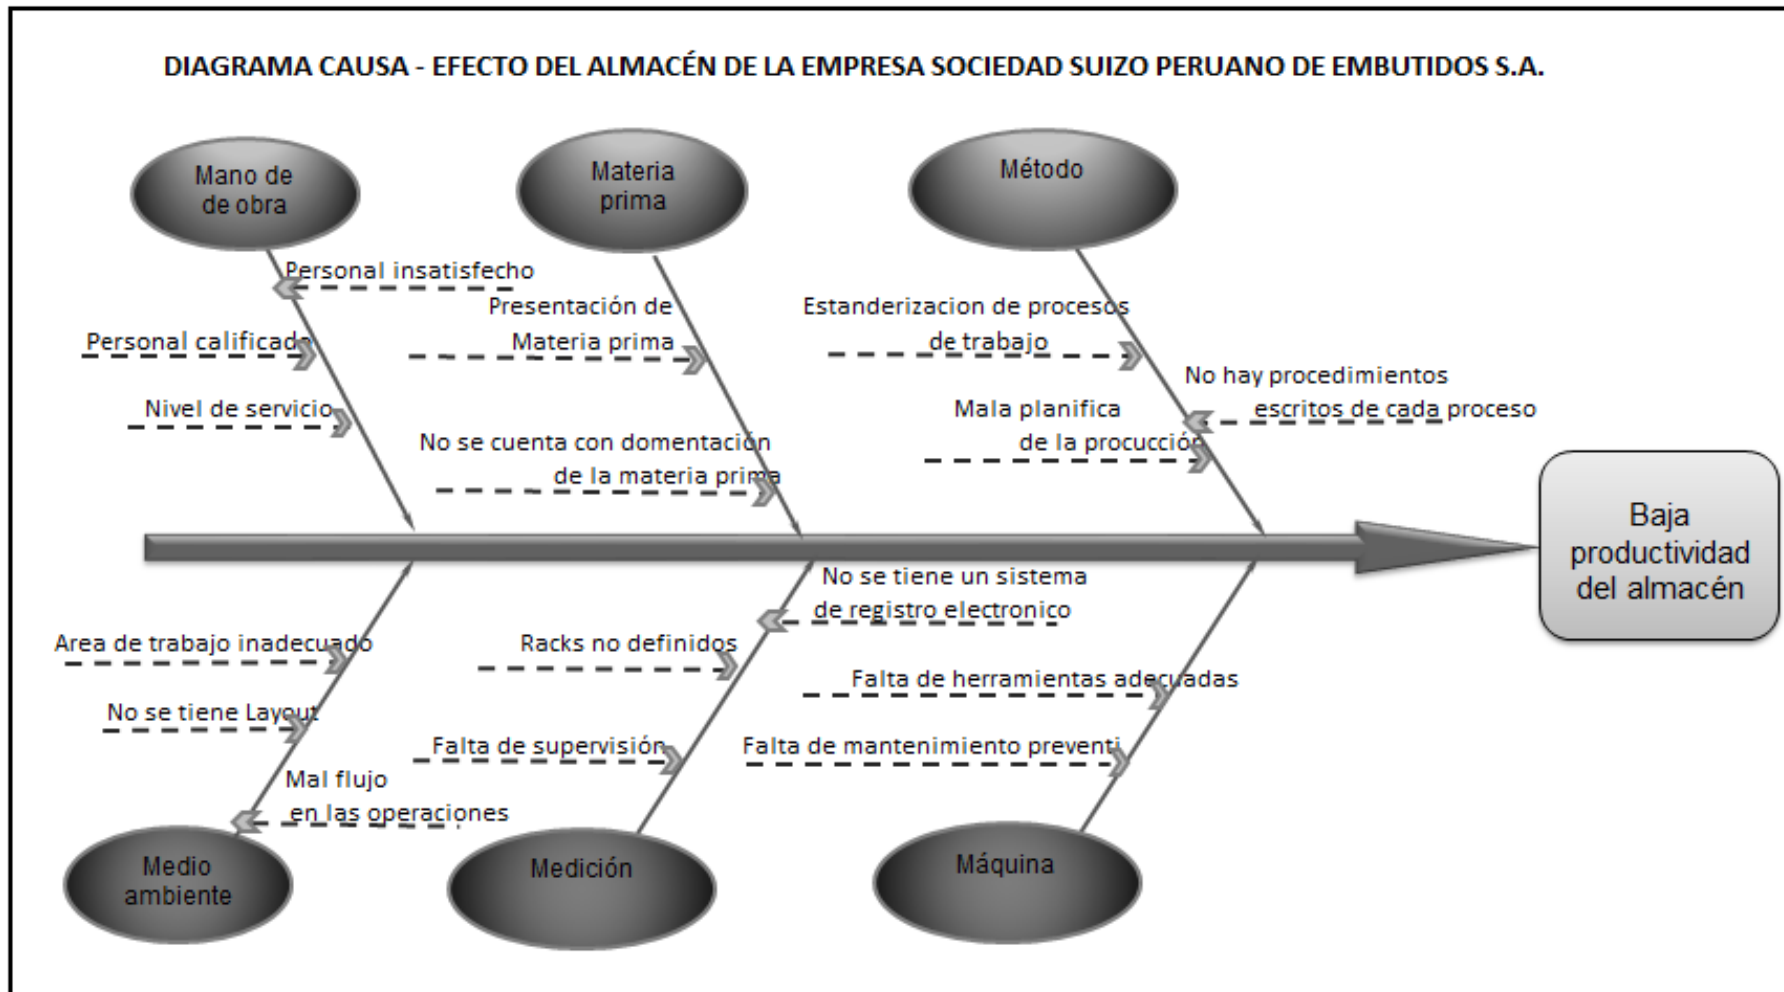 DIAGRAMA CAUSA - EFECTO DEL ALMACÉN DE LA EMPRESA SOCIEDAD SUIZO PERUANO DE EMBUTIDOS S.A.
Mano de
de obra
Materia
prima
Método
Personal insatisfecho
Personal calificado
Nivel de servicio
Presentación de
Materia prima
No se cuenta con domentación
de la materia prima
Estanderizacion de procesos
de trabajo
No hay procedimientos
escritos de cada proceso
Mala planifica
de la procucción
Baja
productividad
del almacén
Area de trabajo inadecuado
No se tiene Layout
Mal flujo
en las operaciones
No se tiene un sistema
de registro electronico
Racks no definidos
Falta de supervisión
Falta de herramientas adecuadas
Falta de mantenimiento preventi
Medio
ambiente
Medición
Máquina